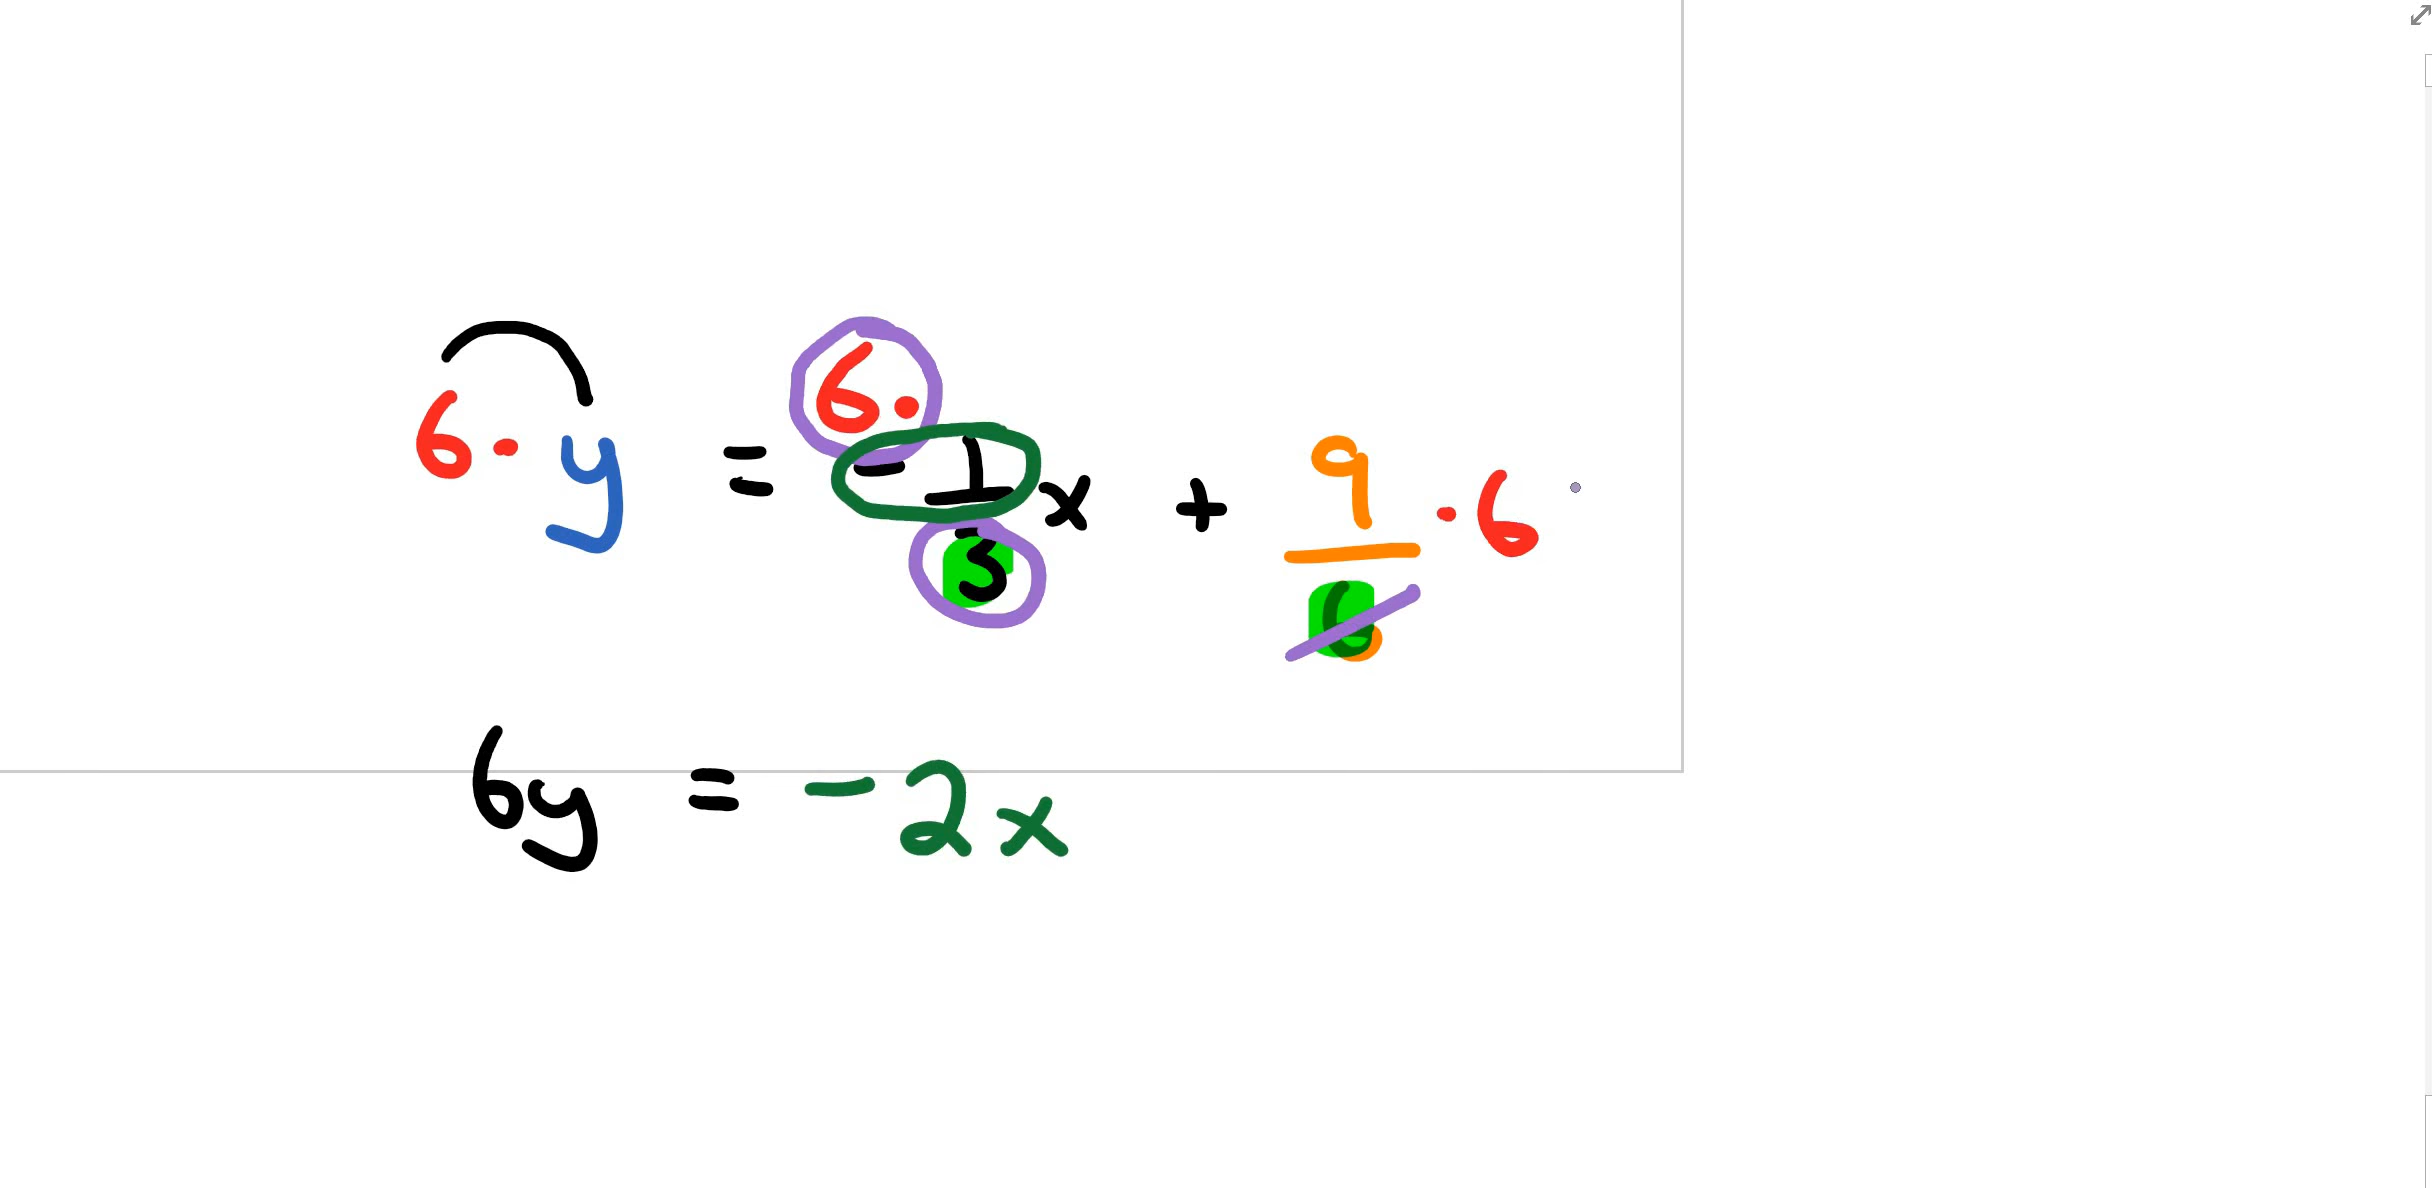 6 · y = 6 · - 1/3 x + 9/6 · 6
6y = - 2x